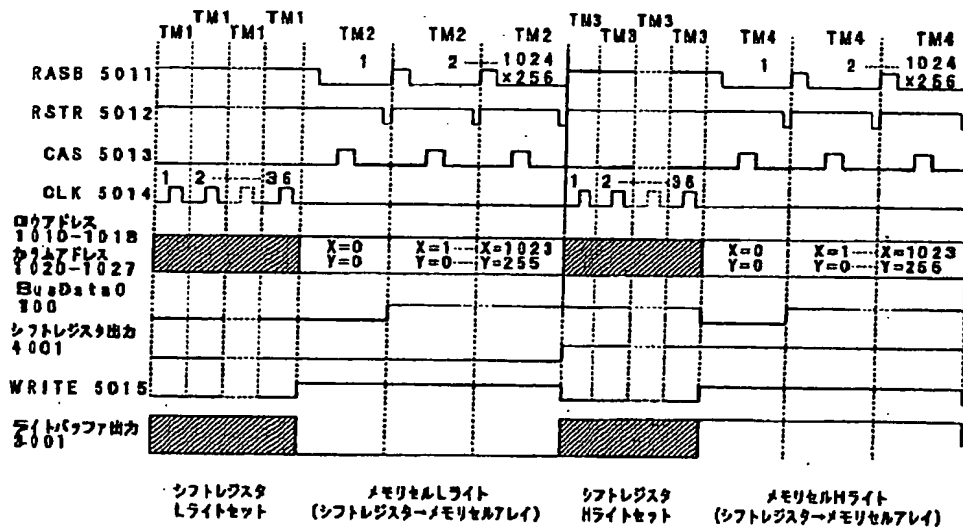 TM1 TM1 TM3 TM3
TM1 TM1 TM2 TM2 TM2 TM3 TM3 TM4 TM4 TM4
RASB 5011 1 2 1024 ×256 1 2 1024 ×256
RSTR 5012
CAS 5013
CLK 5014 1 2 36 1 2 36
ロウアドレス
1010-1018
カラムアドレス X=0 X=1 X=1023 X=0 X=1 X=1023
1020-1027 Y=0 Y=0 Y=255 Y=0 Y=0 Y=255
BusData0
シフトレジスタ出力
4001
WRITE 5015
ライトバッファ出力
3001
シフトレジスタ メモリセルLライト シフトレジスタ メモリセルHライト
Lライトセット (シフトレジスタ→メモリセルアレイ) Hライトセット (シフトレジスタ→メモリセルアレイ)